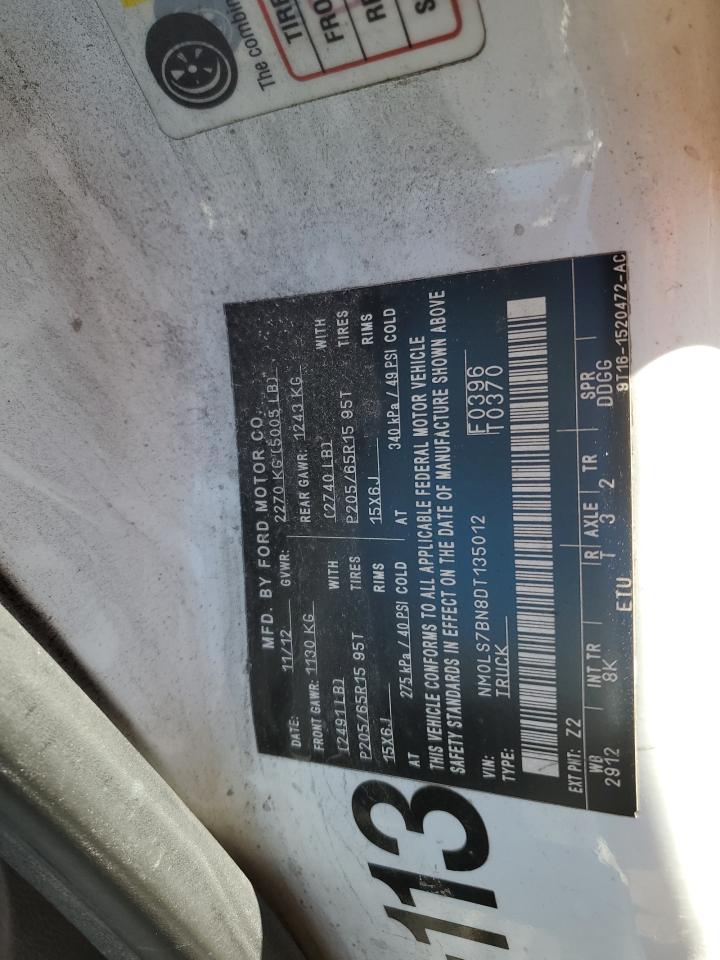 The combin
TIRE
FRO
RE
S
MFD. BY FORD MOTOR CO.
DATE: 11/12 GVWR: 2270 KG (5005 LB)
FRONT GAWR: 1130 KG REAR GAWR: 1243 KG
(2491LB) WITH (2740 LB) WITH
P205/65R15 95T TIRES P205/65R15 95T TIRES
15X6J RIMS 15X6J RIMS
AT 275 kPa / 40 PSI COLD AT 340 kPa / 49 PSI COLD
THIS VEHICLE CONFORMS TO ALL APPLICABLE FEDERAL MOTOR VEHICLE
SAFETY STANDARDS IN EFFECT ON THE DATE OF MANUFACTURE SHOWN ABOVE
VIN: NM0LS7BN8DT135012 F0396
TYPE: TRUCK T0370
EXT PNT: Z2
WB INT TR R AXLE TR SPR
2912 8K T 3 2 DDGG
ETU 9T16-1520472-AC
113